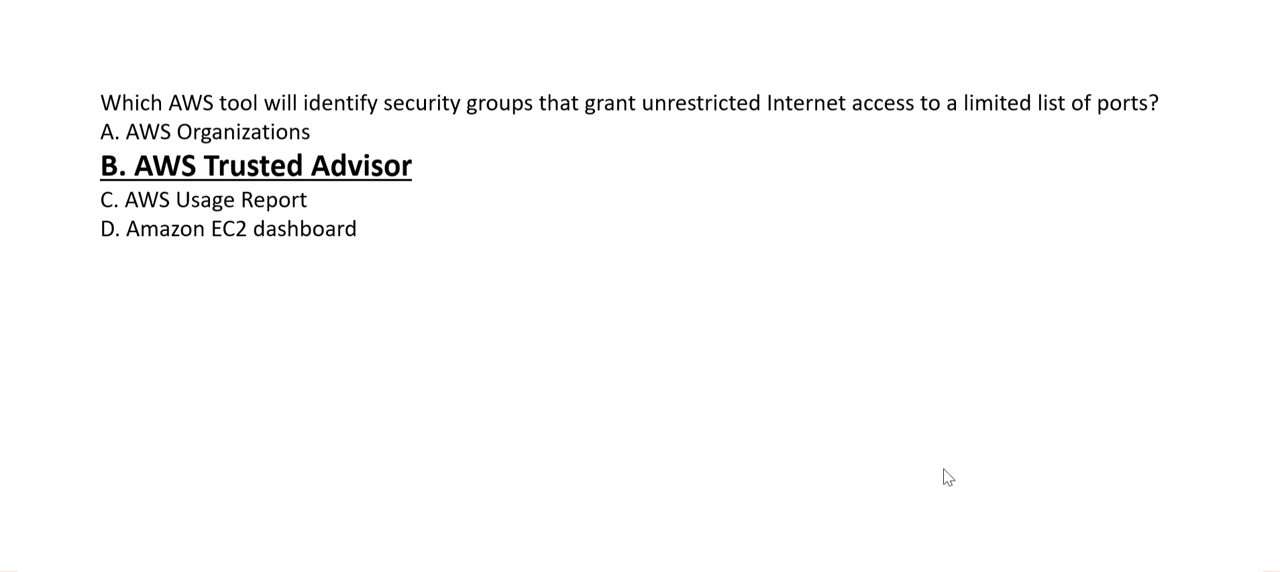 Which AWS tool will identify security groups that grant unrestricted Internet access to a limited list of ports?
A. AWS Organizations
B. AWS Trusted Advisor
C. AWS Usage Report
D. Amazon EC2 dashboard